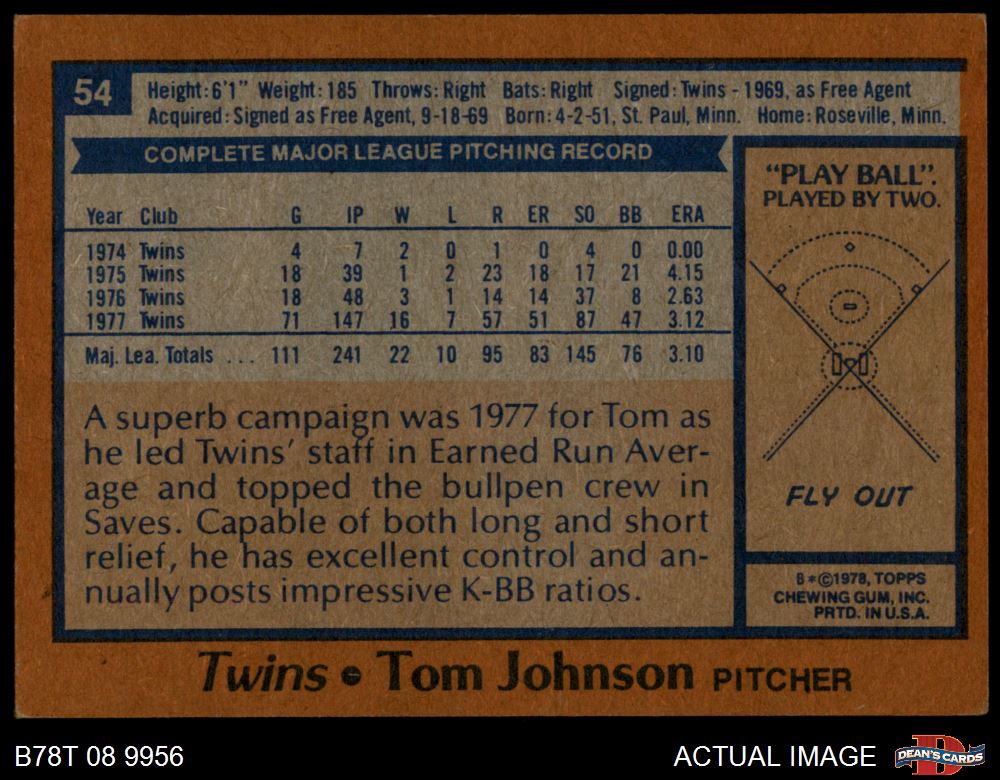 54
Height: 6'1" Weight: 185 Throws: Right Bats: Right Signed: Twins - 1969, as Free Agent
Acquired: Signed as Free Agent, 9-18-69 Born: 4-2-51, St. Paul, Minn. Home: Roseville, Minn.
COMPLETE MAJOR LEAGUE PITCHING RECORD
Year Club G IP W L R ER SO BB ERA
1974 Twins 4 7 2 0 1 0 4 0 0.00
1975 Twins 18 39 1 2 23 18 17 21 4.15
1976 Twins 18 48 3 1 14 14 37 8 2.63
1977 Twins 71 147 16 7 57 51 87 47 3.12
Maj. Lea. Totals ... 111 241 22 10 95 83 145 76 3.10
A superb campaign was 1977 for Tom as
he led Twins' staff in Earned Run Aver-
age and topped the bullpen crew in
Saves. Capable of both long and short
relief, he has excellent control and an-
nually posts impressive K-BB ratios.
"PLAY BALL".
PLAYED BY TWO.
FLY OUT
B*©1978, TOPPS
CHEWING GUM, INC.
PRTD. IN U.S.A.
Twins • Tom Johnson PITCHER
B78T 08 9956
ACTUAL IMAGE
D
DEAN'S CARDS